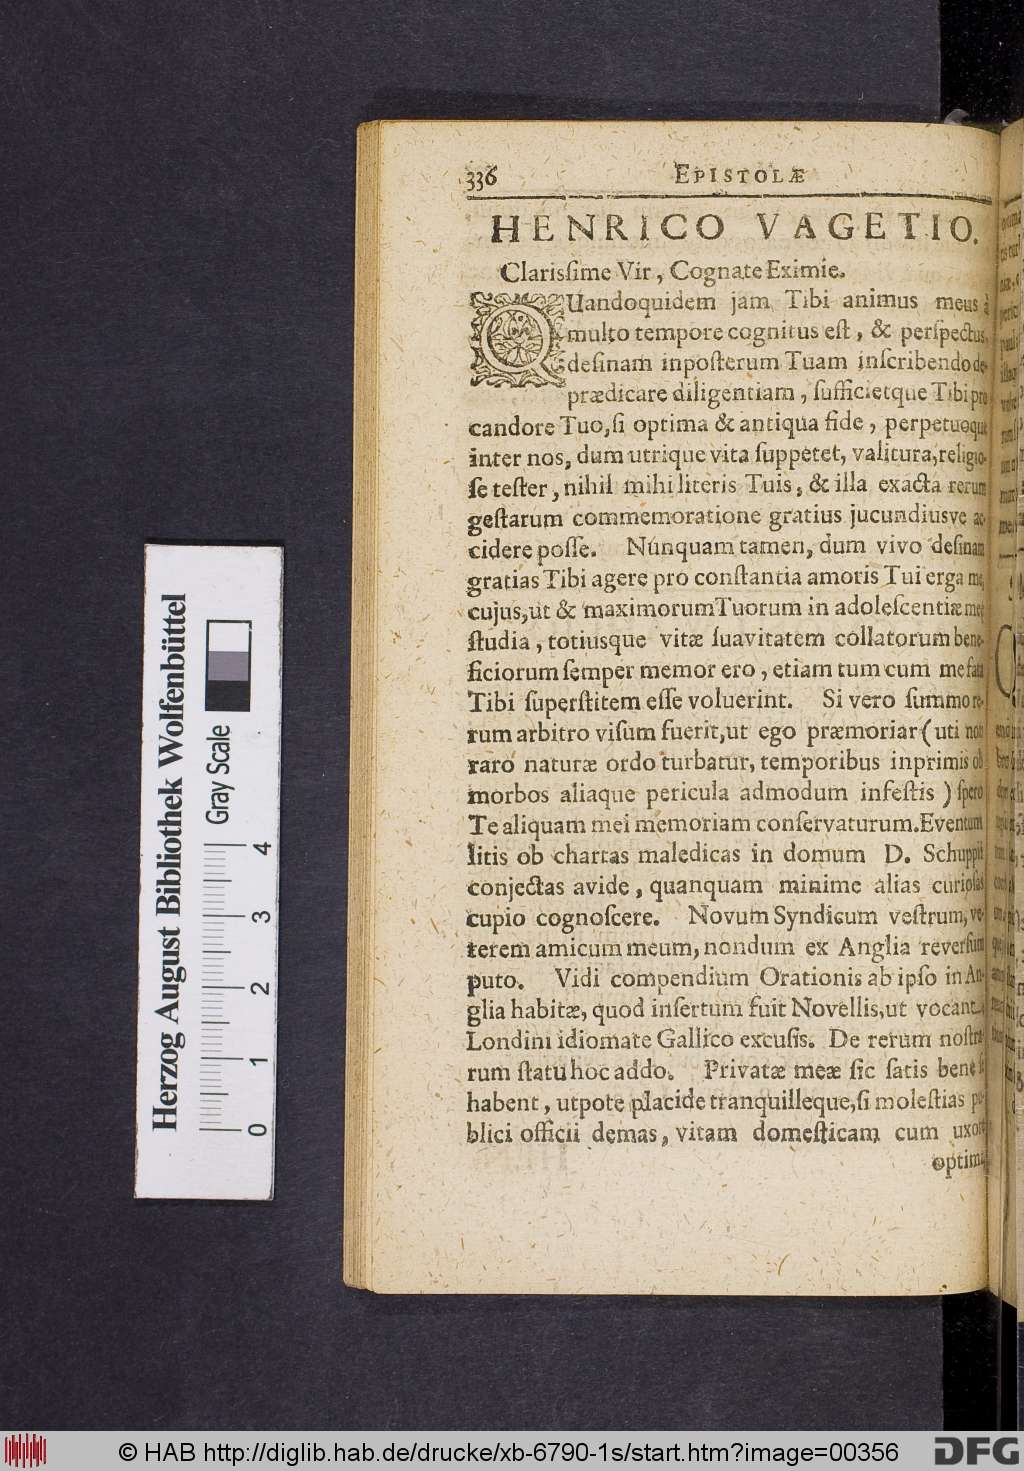 336 EPISTOLÆ
HENRICO VAGETIO.
Clarisſime Vir, Cognate Eximie.
QUandoquidem jam Tibi animus meus à
multo tempore cognitus eſt, & perſpectus,
deſinam inpoſterum Tuam inſcribendo de-
prædicare diligentiam, ſufficietque Tibi pro
candore Tuo, ſi optima & antiqua fide, perpetuoque
inter nos, dum utrique vita ſuppetet, valitura, religio-
ſe teſter, nihil mihi literis Tuis, & illa exacta rerum
geſtarum commemoratione gratius jucundiusve ac-
cidere poſſe. Nunquam tamen, dum vivo deſinam
gratias Tibi agere pro conſtantia amoris Tui erga me,
cujus, ut & maximorum Tuorum in adoleſcentiæ meæ
ſtudia, totiusque vitæ ſuavitatem collatorum bene-
ficiorum ſemper memor ero, etiam tum cum me fata
Tibi ſuperſtitem eſſe voluerint. Si vero ſummo re-
rum arbitro viſum fuerit, ut ego præmoriar (uti non
raro naturæ ordo turbatur, temporibus inprimis ob
morbos aliaque pericula admodum infeſtis) ſpero
Te aliquam mei memoriam conſervaturum. Eventum
litis ob chartas maledicas in domum D. Schuppii
conjectas avide, quanquam minime alias curioſus
cupio cognoſcere. Novum Syndicum veſtrum, ve-
terem amicum meum, nondum ex Anglia reverſum
puto. Vidi compendium Orationis ab ipſo in An-
glia habitæ, quod inſertum fuit Novellis, ut vocant,
Londini idiomate Gallico excuſis. De rerum noſtra-
rum ſtatu hoc addo. Privatæ meæ ſic ſatis bene ſe
habent, utpote placide tranquilleque, ſi moleſtias pu-
blici officii demas, vitam domeſticam cum uxore
optima
Herzog August Bibliothek Wolfenbüttel
Gray Scale
0 1 2 3 4
© HAB http://diglib.hab.de/drucke/xb-6790-1s/start.htm?image=00356
DFG